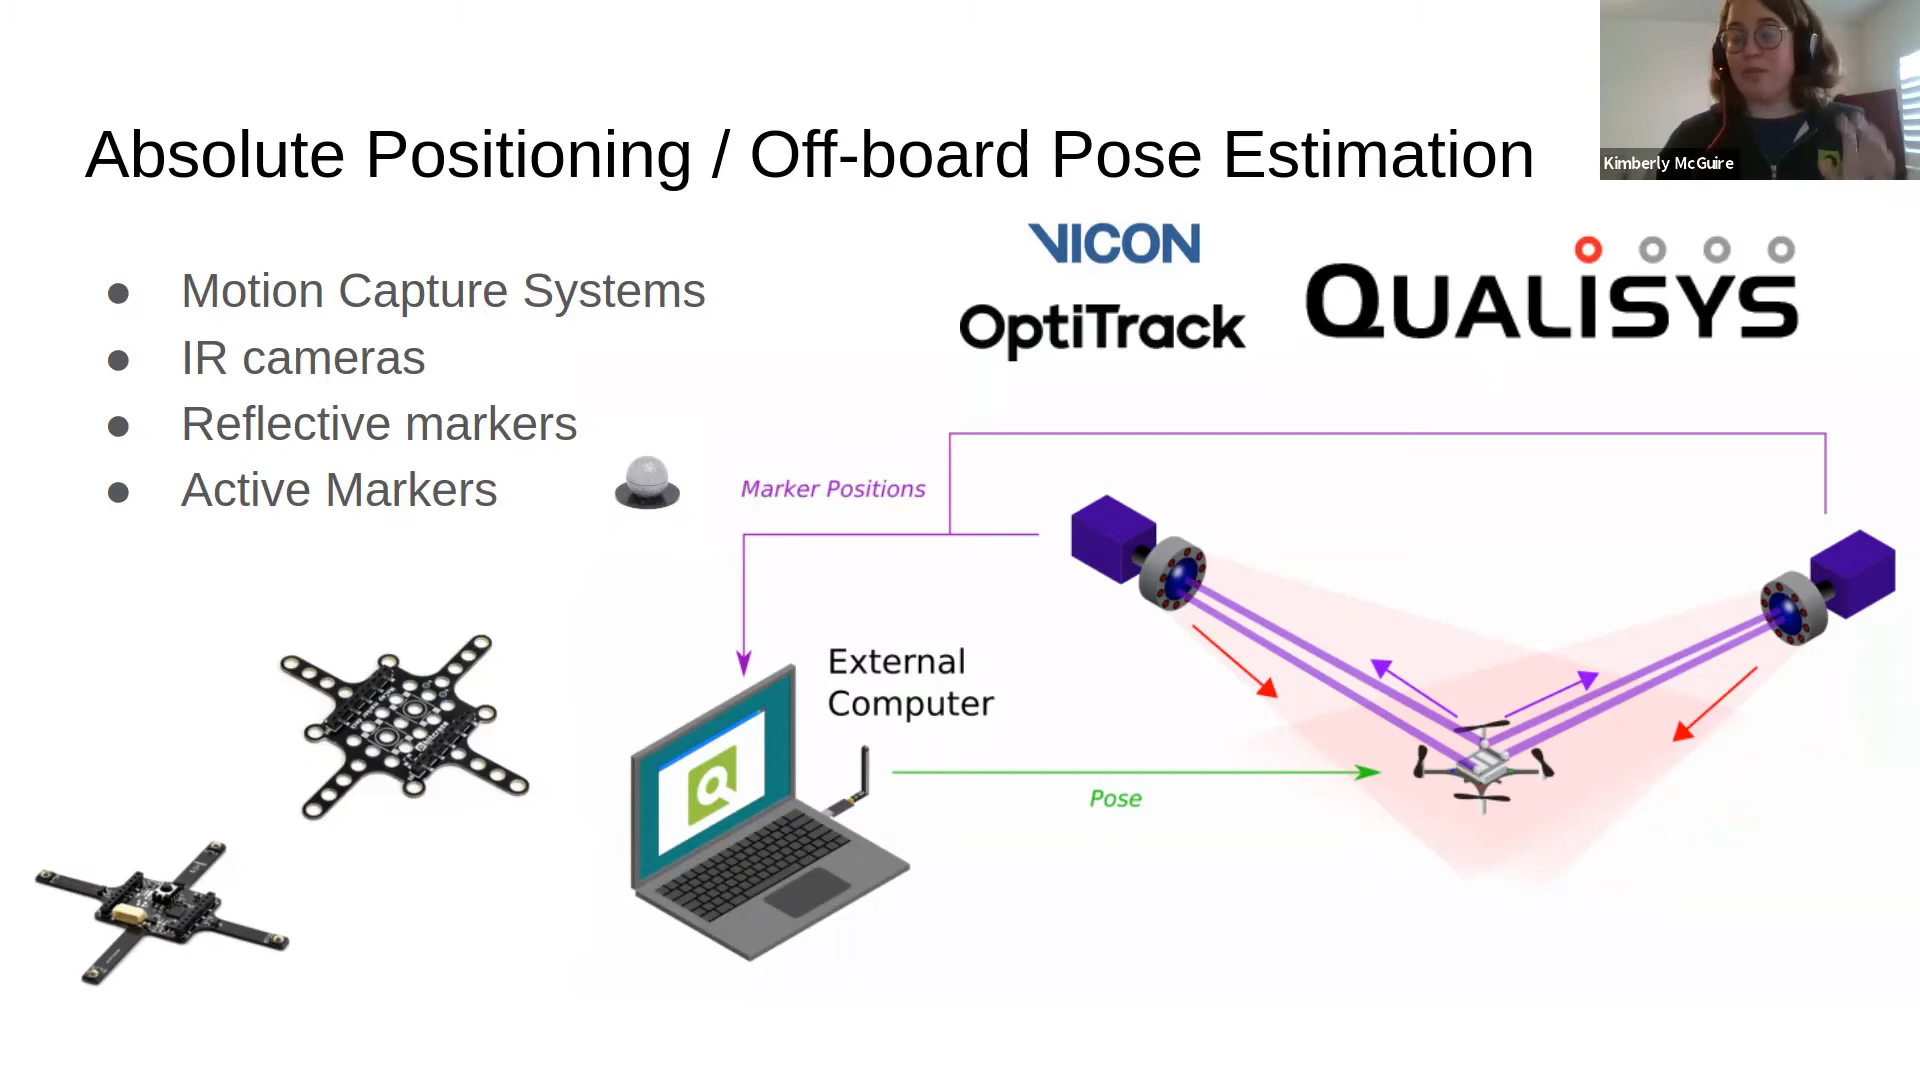 Kimberly McGuire
Absolute Positioning / Off-board Pose Estimation
VICON
OptiTrack
QUALISYS
Motion Capture Systems
IR cameras
Reflective markers
Active Markers
Marker Positions
External
Computer
Pose